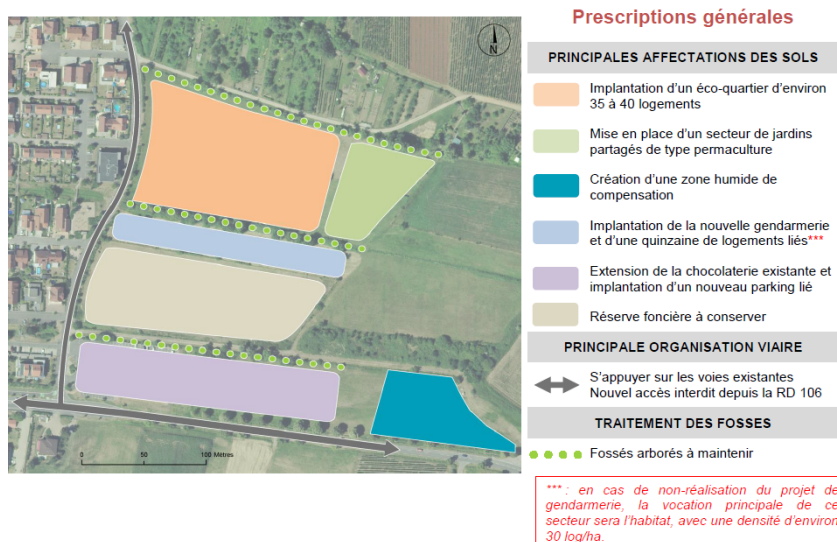 Prescriptions générales
PRINCIPALES AFFECTATIONS DES SOLS
Implantation d'un éco-quartier d'environ
35 à 40 logements
Mise en place d'un secteur de jardins
partagés de type permaculture
Création d'une zone humide de
compensation
Implantation de la nouvelle gendarmerie
et d'une quinzaine de logements liés***
Extension de la chocolaterie existante et
implantation d'un nouveau parking lié
Réserve foncière à conserver
PRINCIPALE ORGANISATION VIAIRE
S'appuyer sur les voies existantes
Nouvel accès interdit depuis la RD 106
TRAITEMENT DES FOSSES
Fossés arborés à maintenir
*** : en cas de non-réalisation du projet de
gendarmerie, la vocation principale de ce
secteur sera l'habitat, avec une densité d'environ
30 log/ha.
N
0 50 100 Mètres